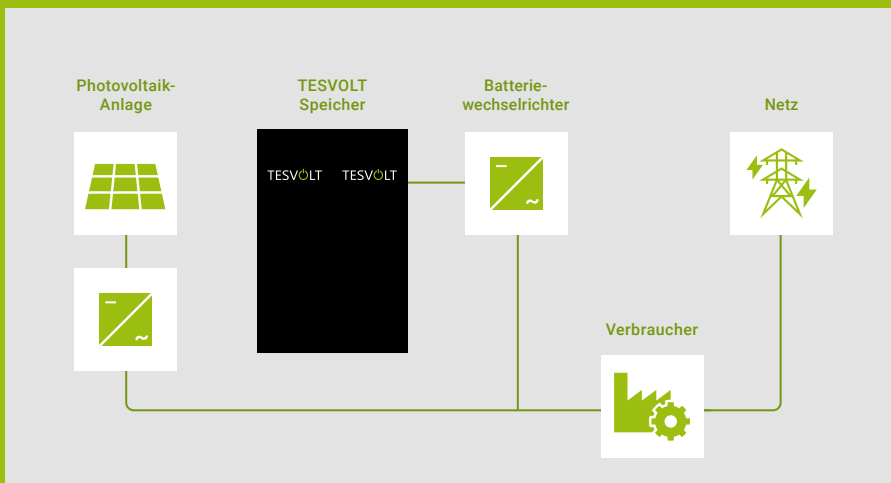 Photovoltaik-
Anlage
TESVOLT
Speicher
Batterie-
wechselrichter
Netz
TESVOLT TESVOLT
Verbraucher